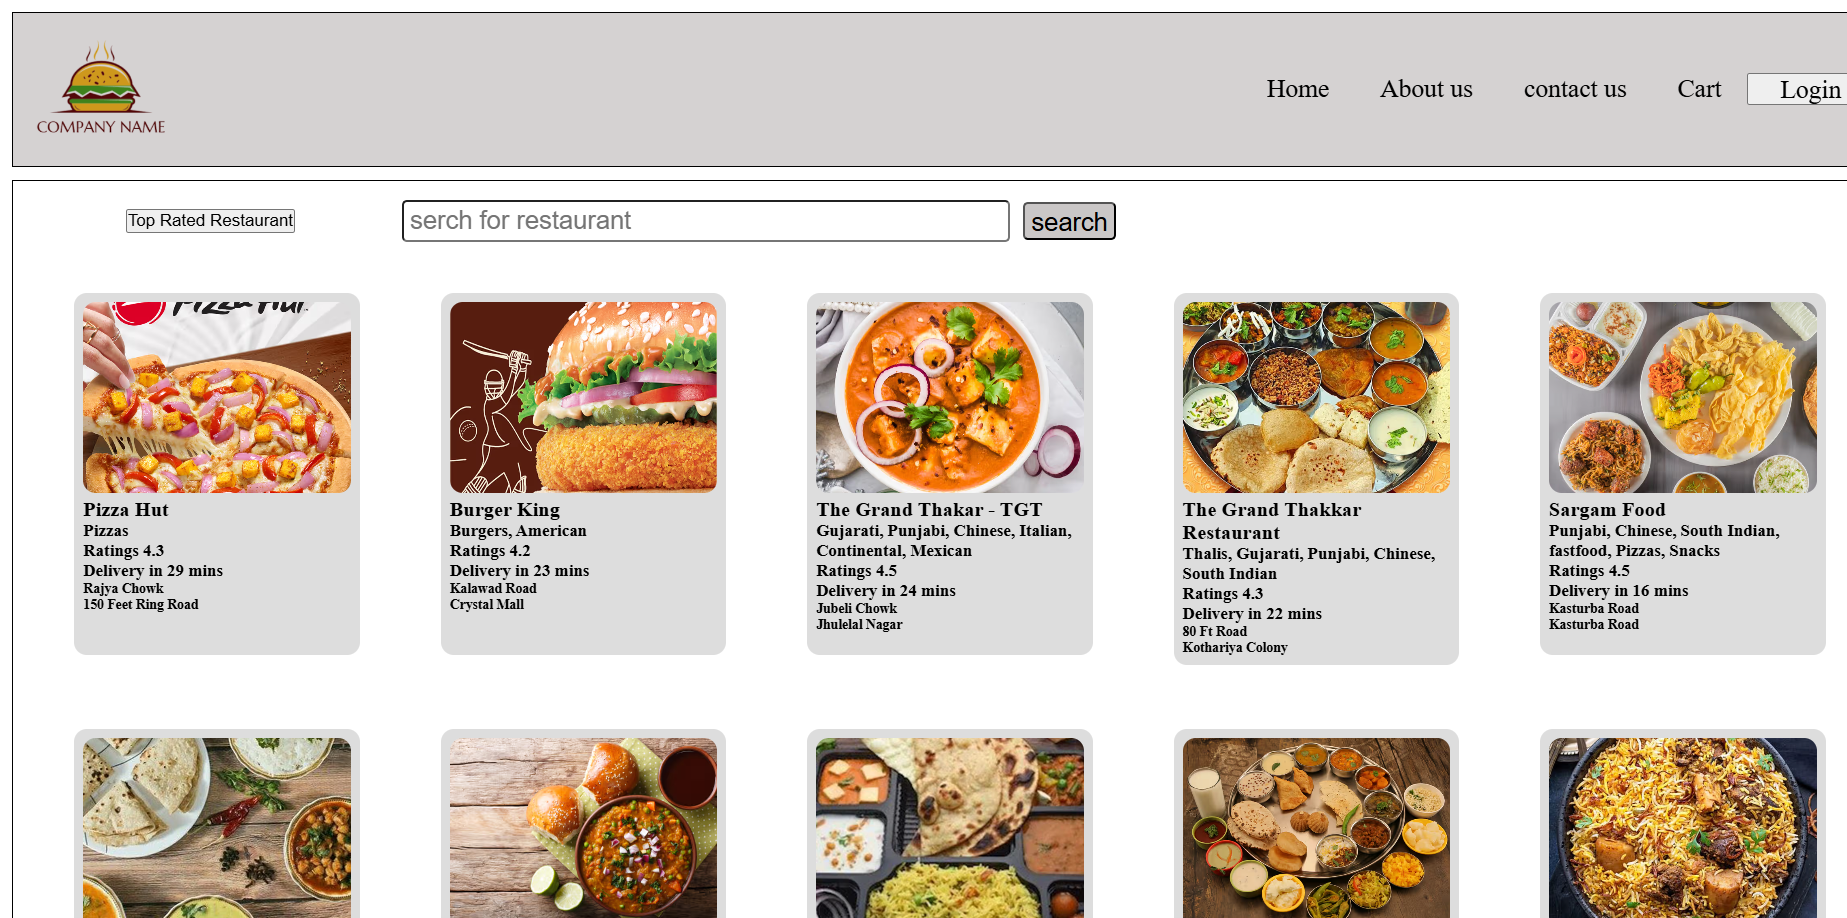 COMPANY NAME
Home
About us
contact us
Cart
Login
Top Rated Restaurant
serch for restaurant
search
Pizza Hut
Pizza Hut
Pizzas
Ratings 4.3
Delivery in 29 mins
Rajya Chowk
150 Feet Ring Road
Burger King
Burgers, American
Ratings 4.2
Delivery in 23 mins
Kalawad Road
Crystal Mall
The Grand Thakar - TGT
Gujarati, Punjabi, Chinese, Italian,
Continental, Mexican
Ratings 4.5
Delivery in 24 mins
Jubeli Chowk
Jhulelal Nagar
The Grand Thakkar
Restaurant
Thalis, Gujarati, Punjabi, Chinese,
South Indian
Ratings 4.3
Delivery in 22 mins
80 Ft Road
Kothariya Colony
Sargam Food
Punjabi, Chinese, South Indian,
fastfood, Pizzas, Snacks
Ratings 4.5
Delivery in 16 mins
Kasturba Road
Kasturba Road